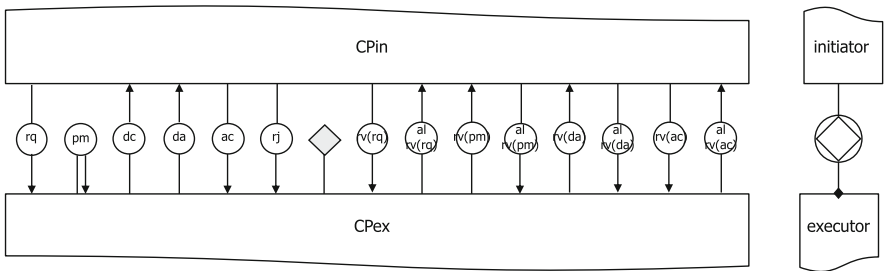 CPin
initiator
rq
pm
dc
da
ac
rj
rv(rq)
al
rv(rq)
rv(pm)
al
rv(pm)
rv(da)
al
rv(da)
rv(ac)
al
rv(ac)
CPex
executor